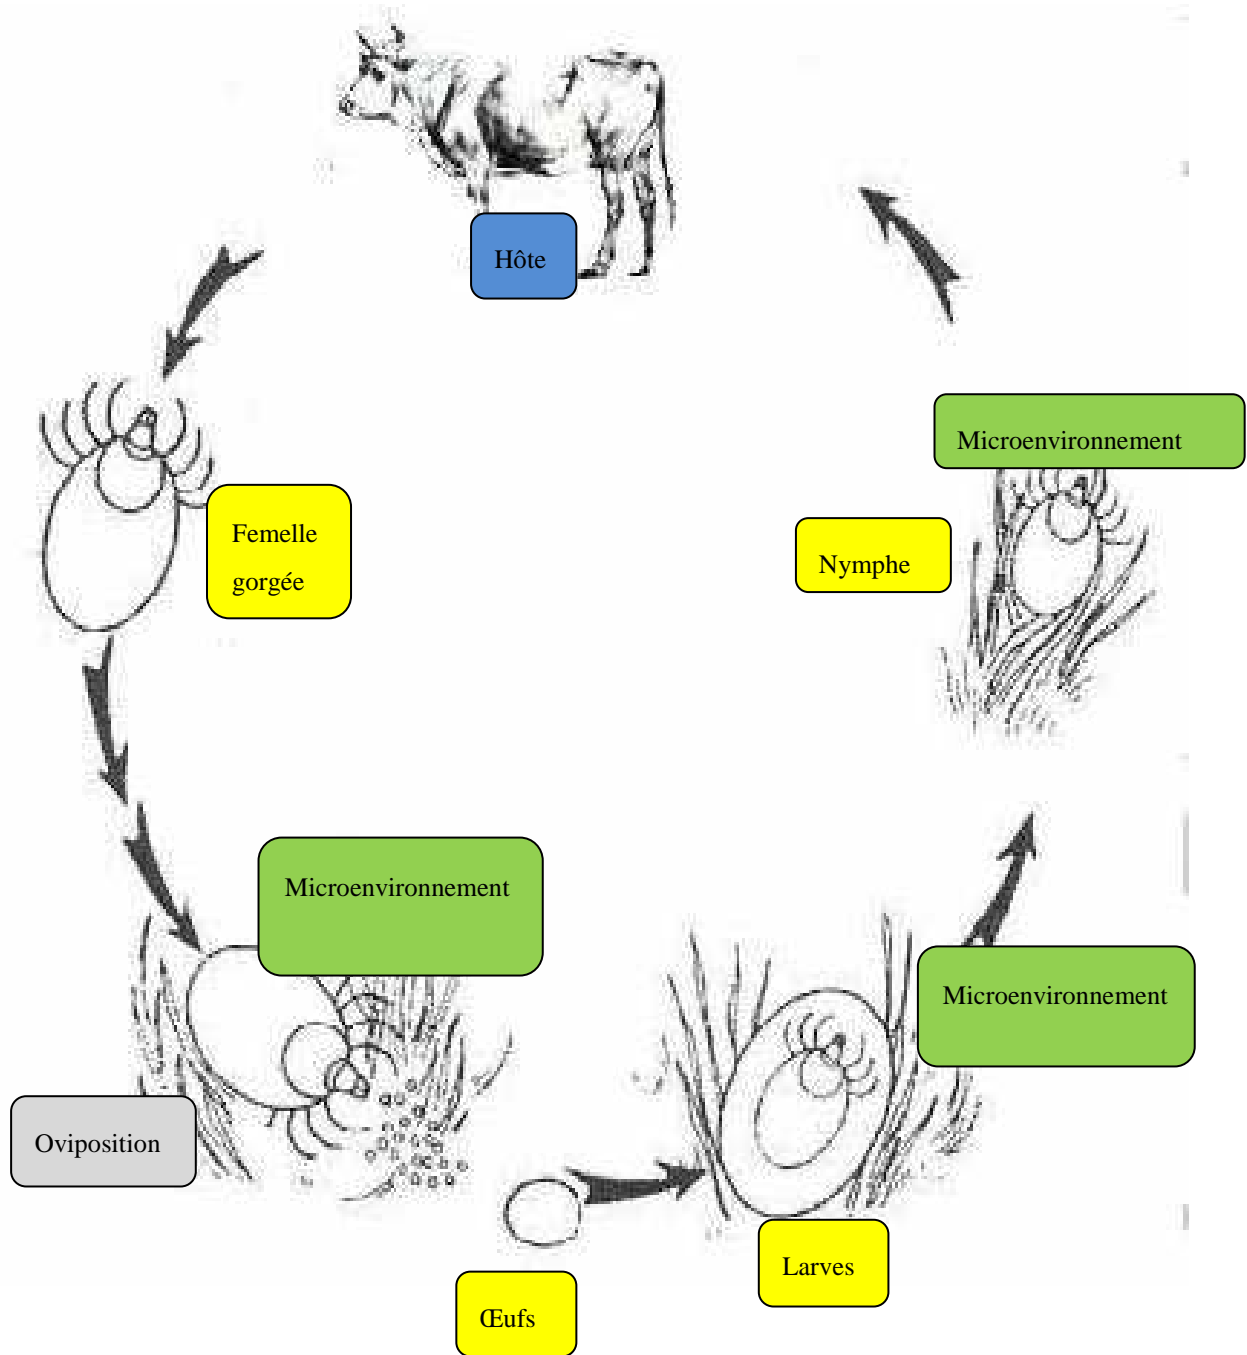 Hôte
Microenvironnement
Femelle
gorgée
Nymphe
Microenvironnement
Microenvironnement
Oviposition
Larves
Œufs